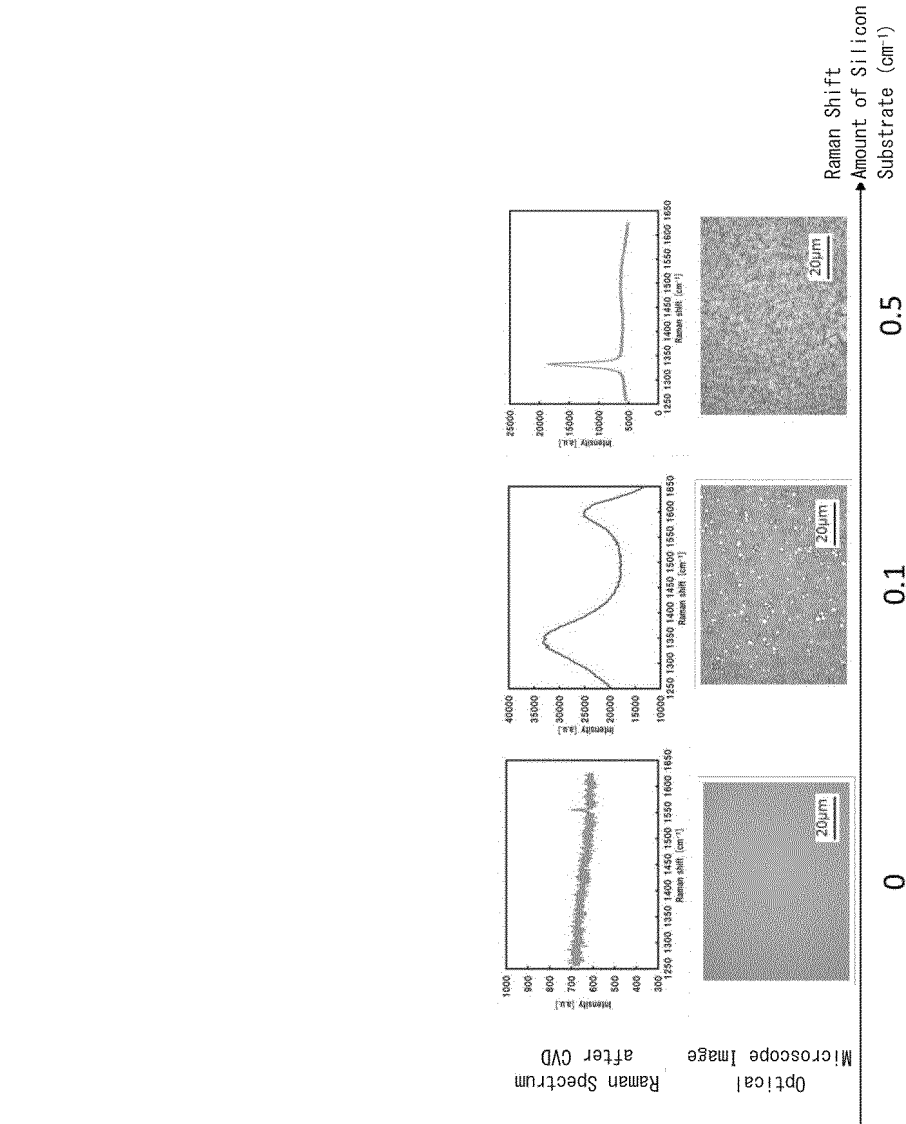 Raman Spectrum
after CVD
Intensity [a.u.]
1000
900
800
700
600
500
400
300
1250 1300 1350 1400 1450 1500 1550 1600 1650
Raman shift [cm⁻¹]
Intensity [a.u.]
40000
35000
30000
25000
20000
15000
10000
1250 1300 1350 1400 1450 1500 1550 1600 1650
Raman shift [cm⁻¹]
Intensity [a.u.]
25000
20000
15000
10000
5000
0
1250 1300 1350 1400 1450 1500 1550 1600 1650
Raman shift [cm⁻¹]
Optical
Microscope Image
20μm
20μm
20μm
0
0.1
0.5
Raman Shift
Amount of Silicon
Substrate (cm⁻¹)